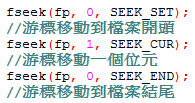 fseek(fp, 0, SEEK_SET);
//游標移動到檔案開頭
fseek(fp, 1, SEEK_CUR);
//游標移動一個位元
fseek(fp, 0, SEEK_END);
//游標移動到檔案結尾